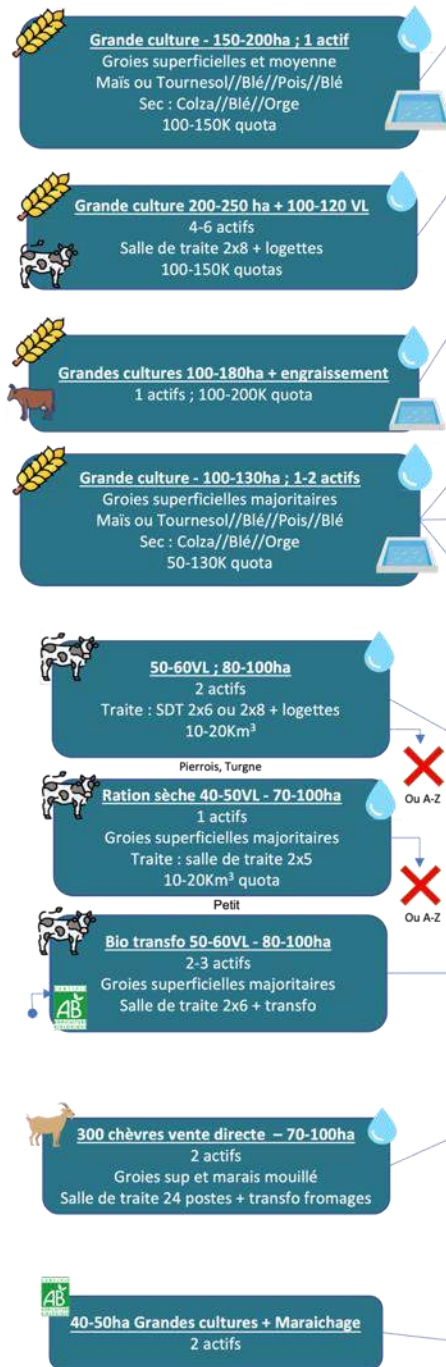 Grande culture - 150-200ha ; 1 actif
Groies superficielles et moyenne
Maïs ou Tournesol//Blé//Pois//Blé
Sec : Colza//Blé//Orge
100-150K quota
Grande culture 200-250 ha + 100-120 VL
4-6 actifs
Salle de traite 2x8 + logettes
100-150K quotas
Grandes cultures 100-180ha + engraissement
1 actifs ; 100-200K quota
Grande culture - 100-130ha ; 1-2 actifs
Groies superficielles majoritaires
Maïs ou Tournesol//Blé//Pois//Blé
Sec : Colza//Blé//Orge
50-130K quota
50-60VL ; 80-100ha
2 actifs
Traite : SDT 2x6 ou 2x8 + logettes
10-20Km³
Ou A-Z
Pierrois, Turgne
Ration sèche 40-50VL - 70-100ha
1 actifs
Groies superficielles majoritaires
Traite : salle de traite 2x5
10-20Km³ quota
Ou A-Z
Petit
Bio transfo 50-60VL - 80-100ha
2-3 actifs
Groies superficielles majoritaires
Salle de traite 2x6 + transfo
AB
300 chèvres vente directe – 70-100ha
2 actifs
Groies sup et marais mouillé
Salle de traite 24 postes + transfo fromages
AB
40-50ha Grandes cultures + Maraichage
2 actifs